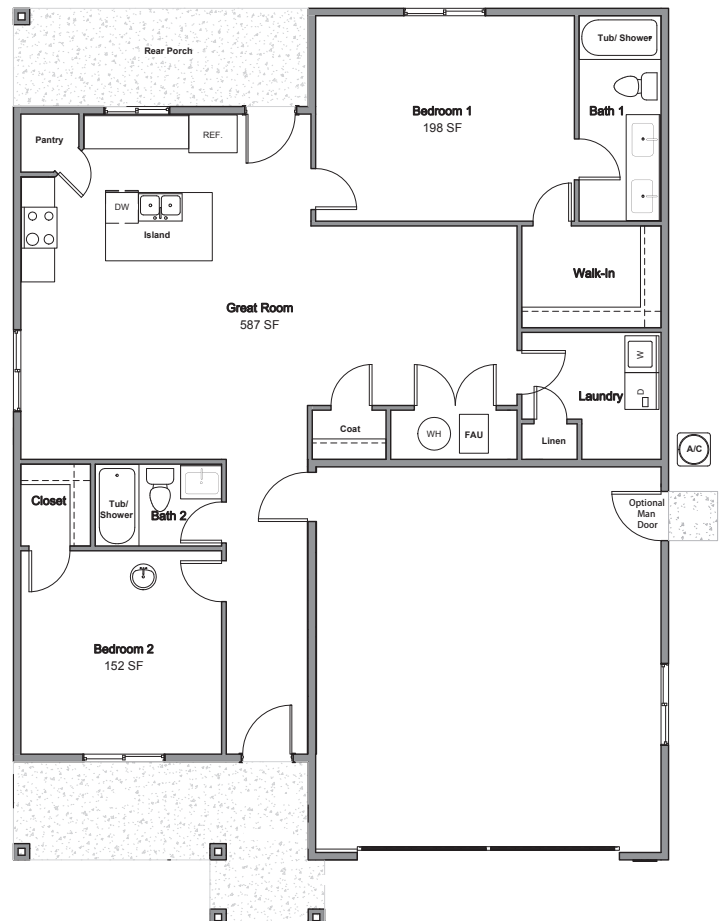 Rear Porch
Tub/ Shower
Bedroom 1
198 SF
Bath 1
Pantry
REF.
DW
Island
Walk-In
Great Room
587 SF
W
D
Laundry
Coat
WH
FAU
Linen
A/C
Closet
Tub/
Shower
Bath 2
Optional
Man
Door
Bedroom 2
152 SF